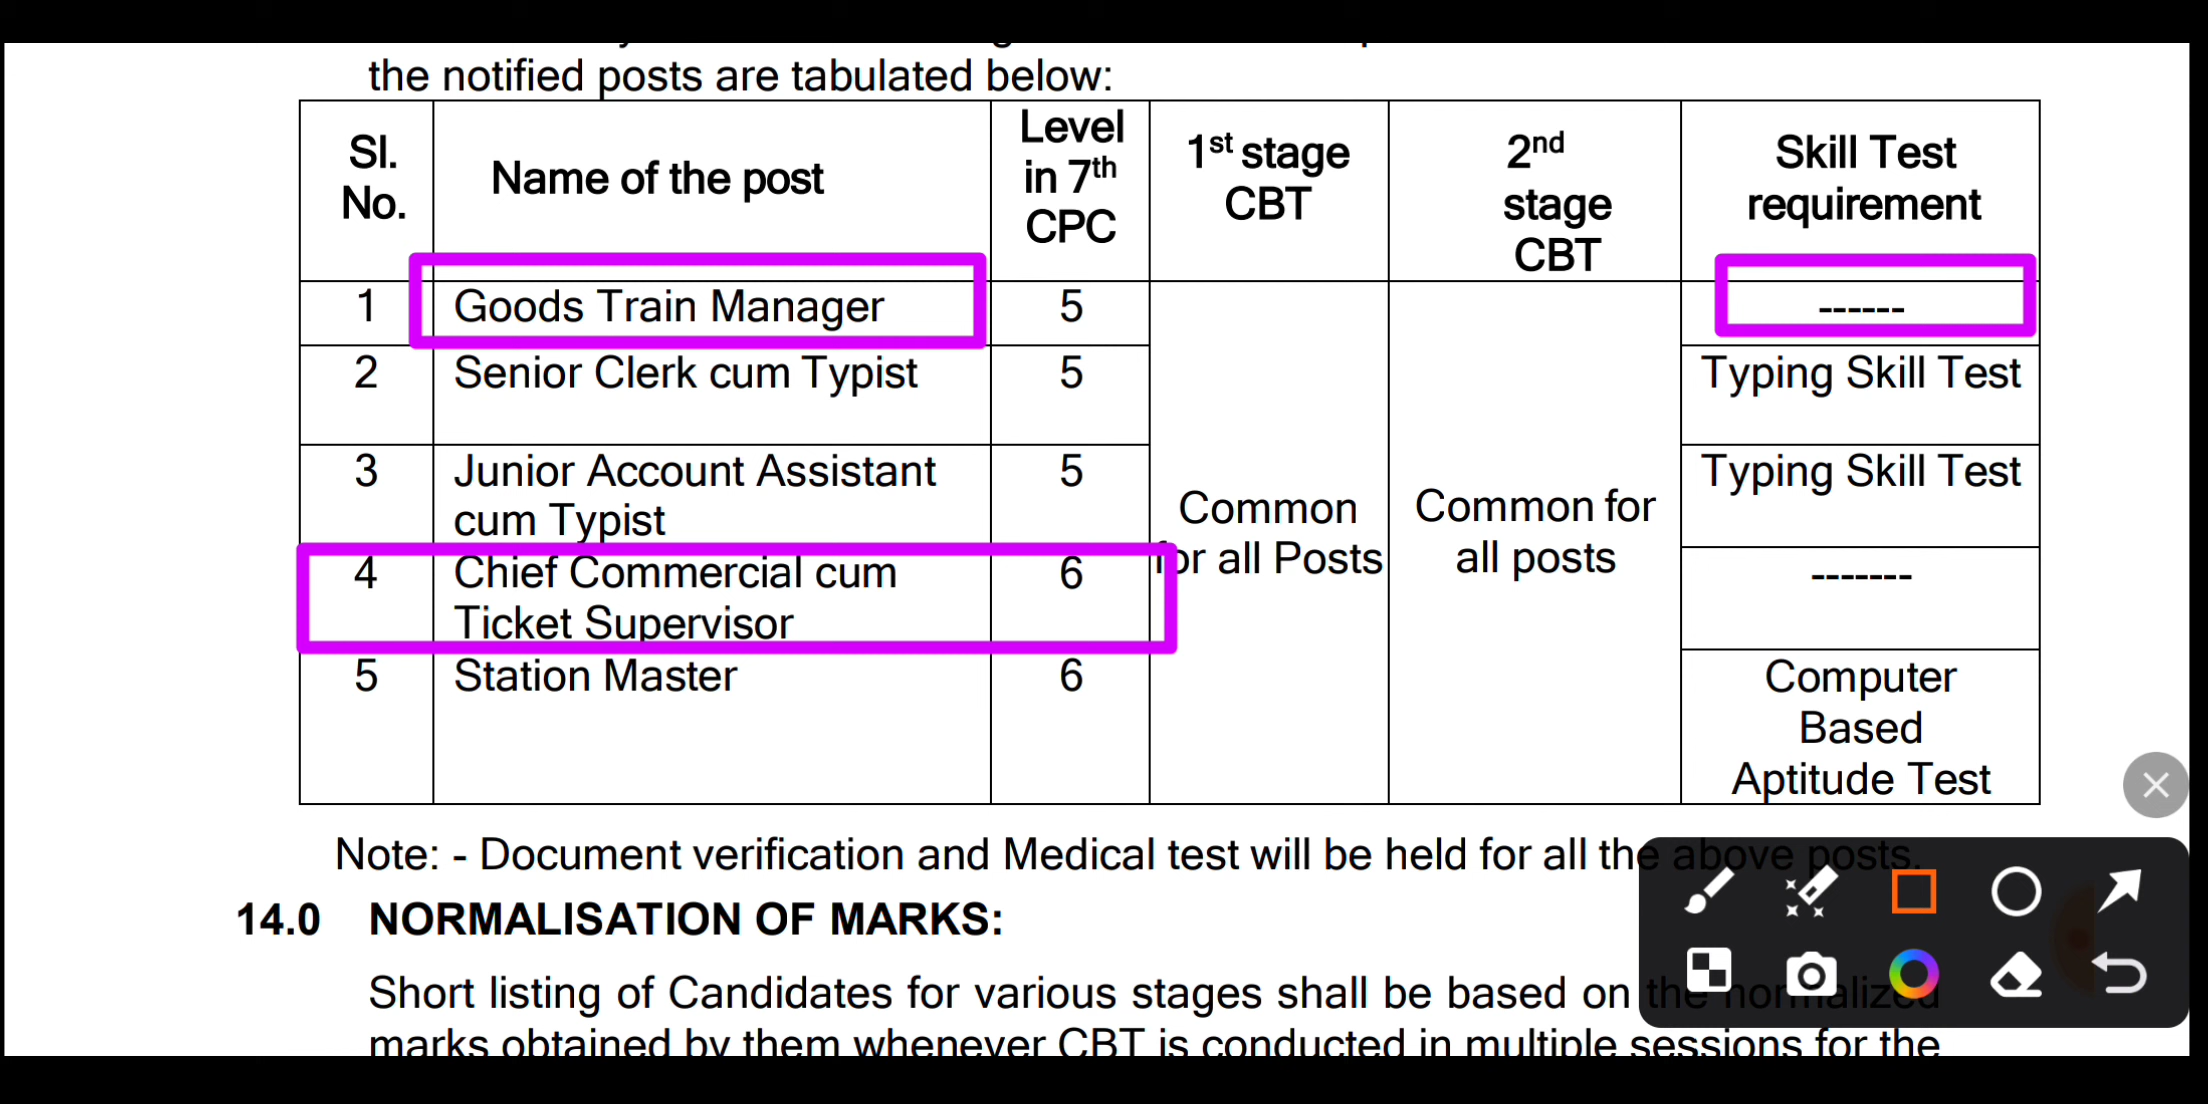 the notified posts are tabulated below:
Sl. No. Name of the post Level in 7th CPC 1st stage CBT 2nd stage CBT Skill Test requirement
1 Goods Train Manager 5 Common for all Posts Common for all posts ------
2 Senior Clerk cum Typist 5 Typing Skill Test
3 Junior Account Assistant cum Typist 5 Typing Skill Test
4 Chief Commercial cum Ticket Supervisor 6 -------
5 Station Master 6 Computer Based Aptitude Test
Note: - Document verification and Medical test will be held for all the above posts.
14.0 NORMALISATION OF MARKS:
Short listing of Candidates for various stages shall be based on the normalized
marks obtained by them whenever CBT is conducted in multiple sessions for the